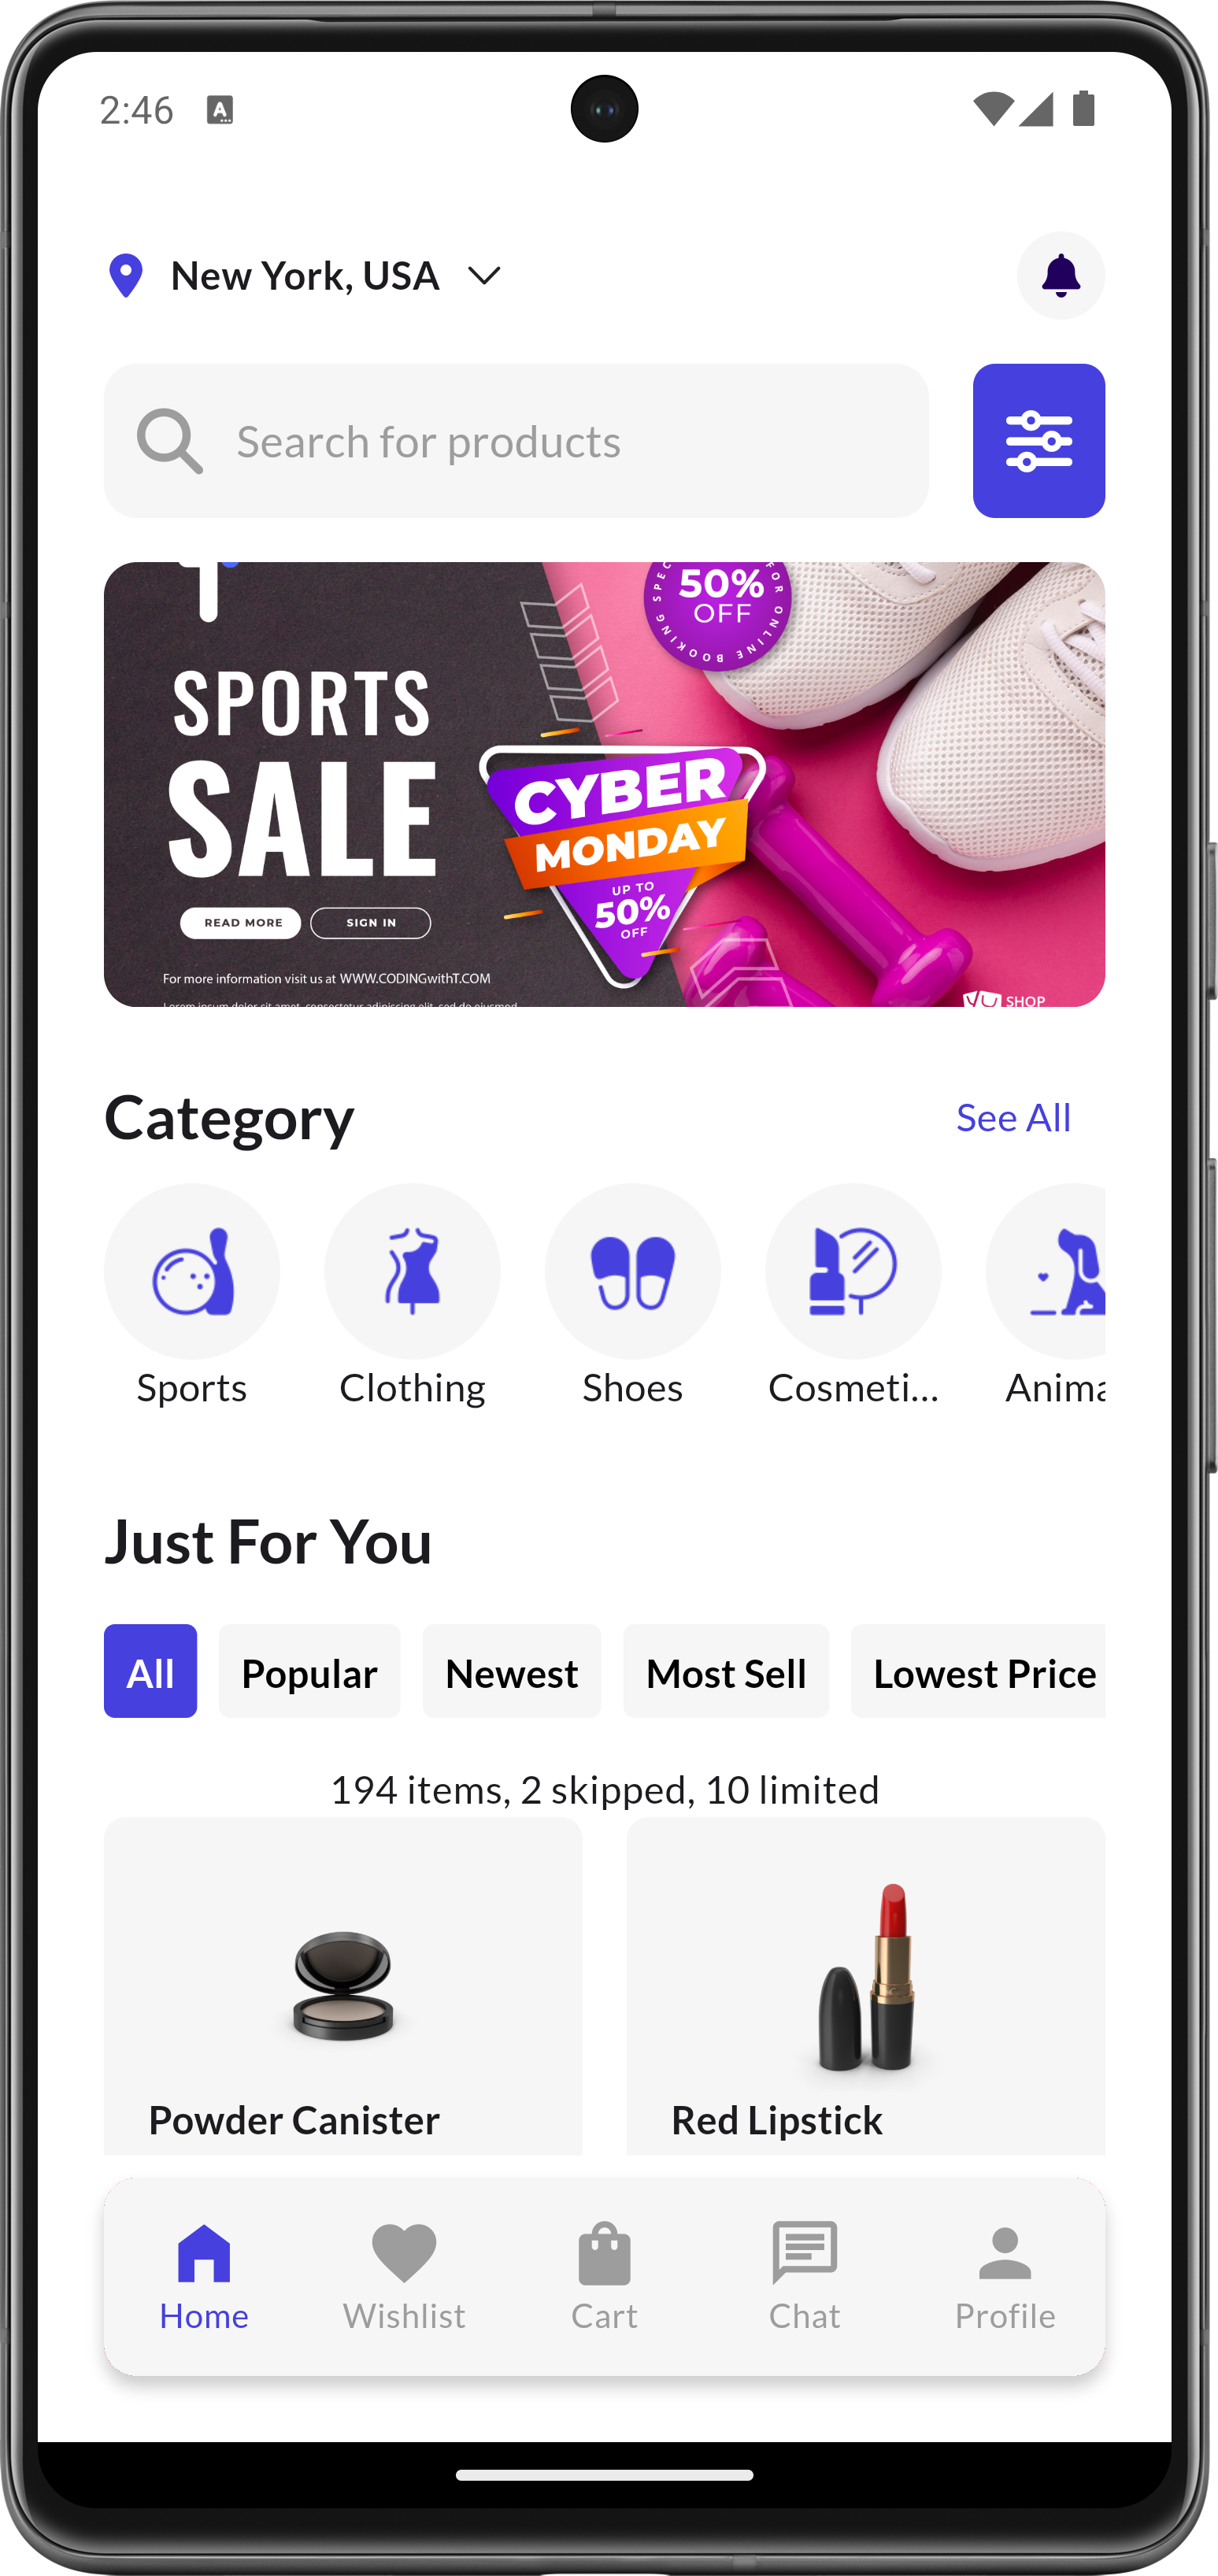 2:46
A
New York, USA
Search for products
50%
OFF
FOR ONLINE BOOKING
SPORTS
SALE
CYBER
MONDAY
UP TO
50%
OFF
READ MORE
SIGN IN
For more information visit us at WWW.CODINGwithT.COM
SHOP
Category
See All
Sports
Clothing
Shoes
Cosmeti...
Anima
Just For You
All
Popular
Newest
Most Sell
Lowest Price
194 items, 2 skipped, 10 limited
Powder Canister
Red Lipstick
Home
Wishlist
Cart
Chat
Profile